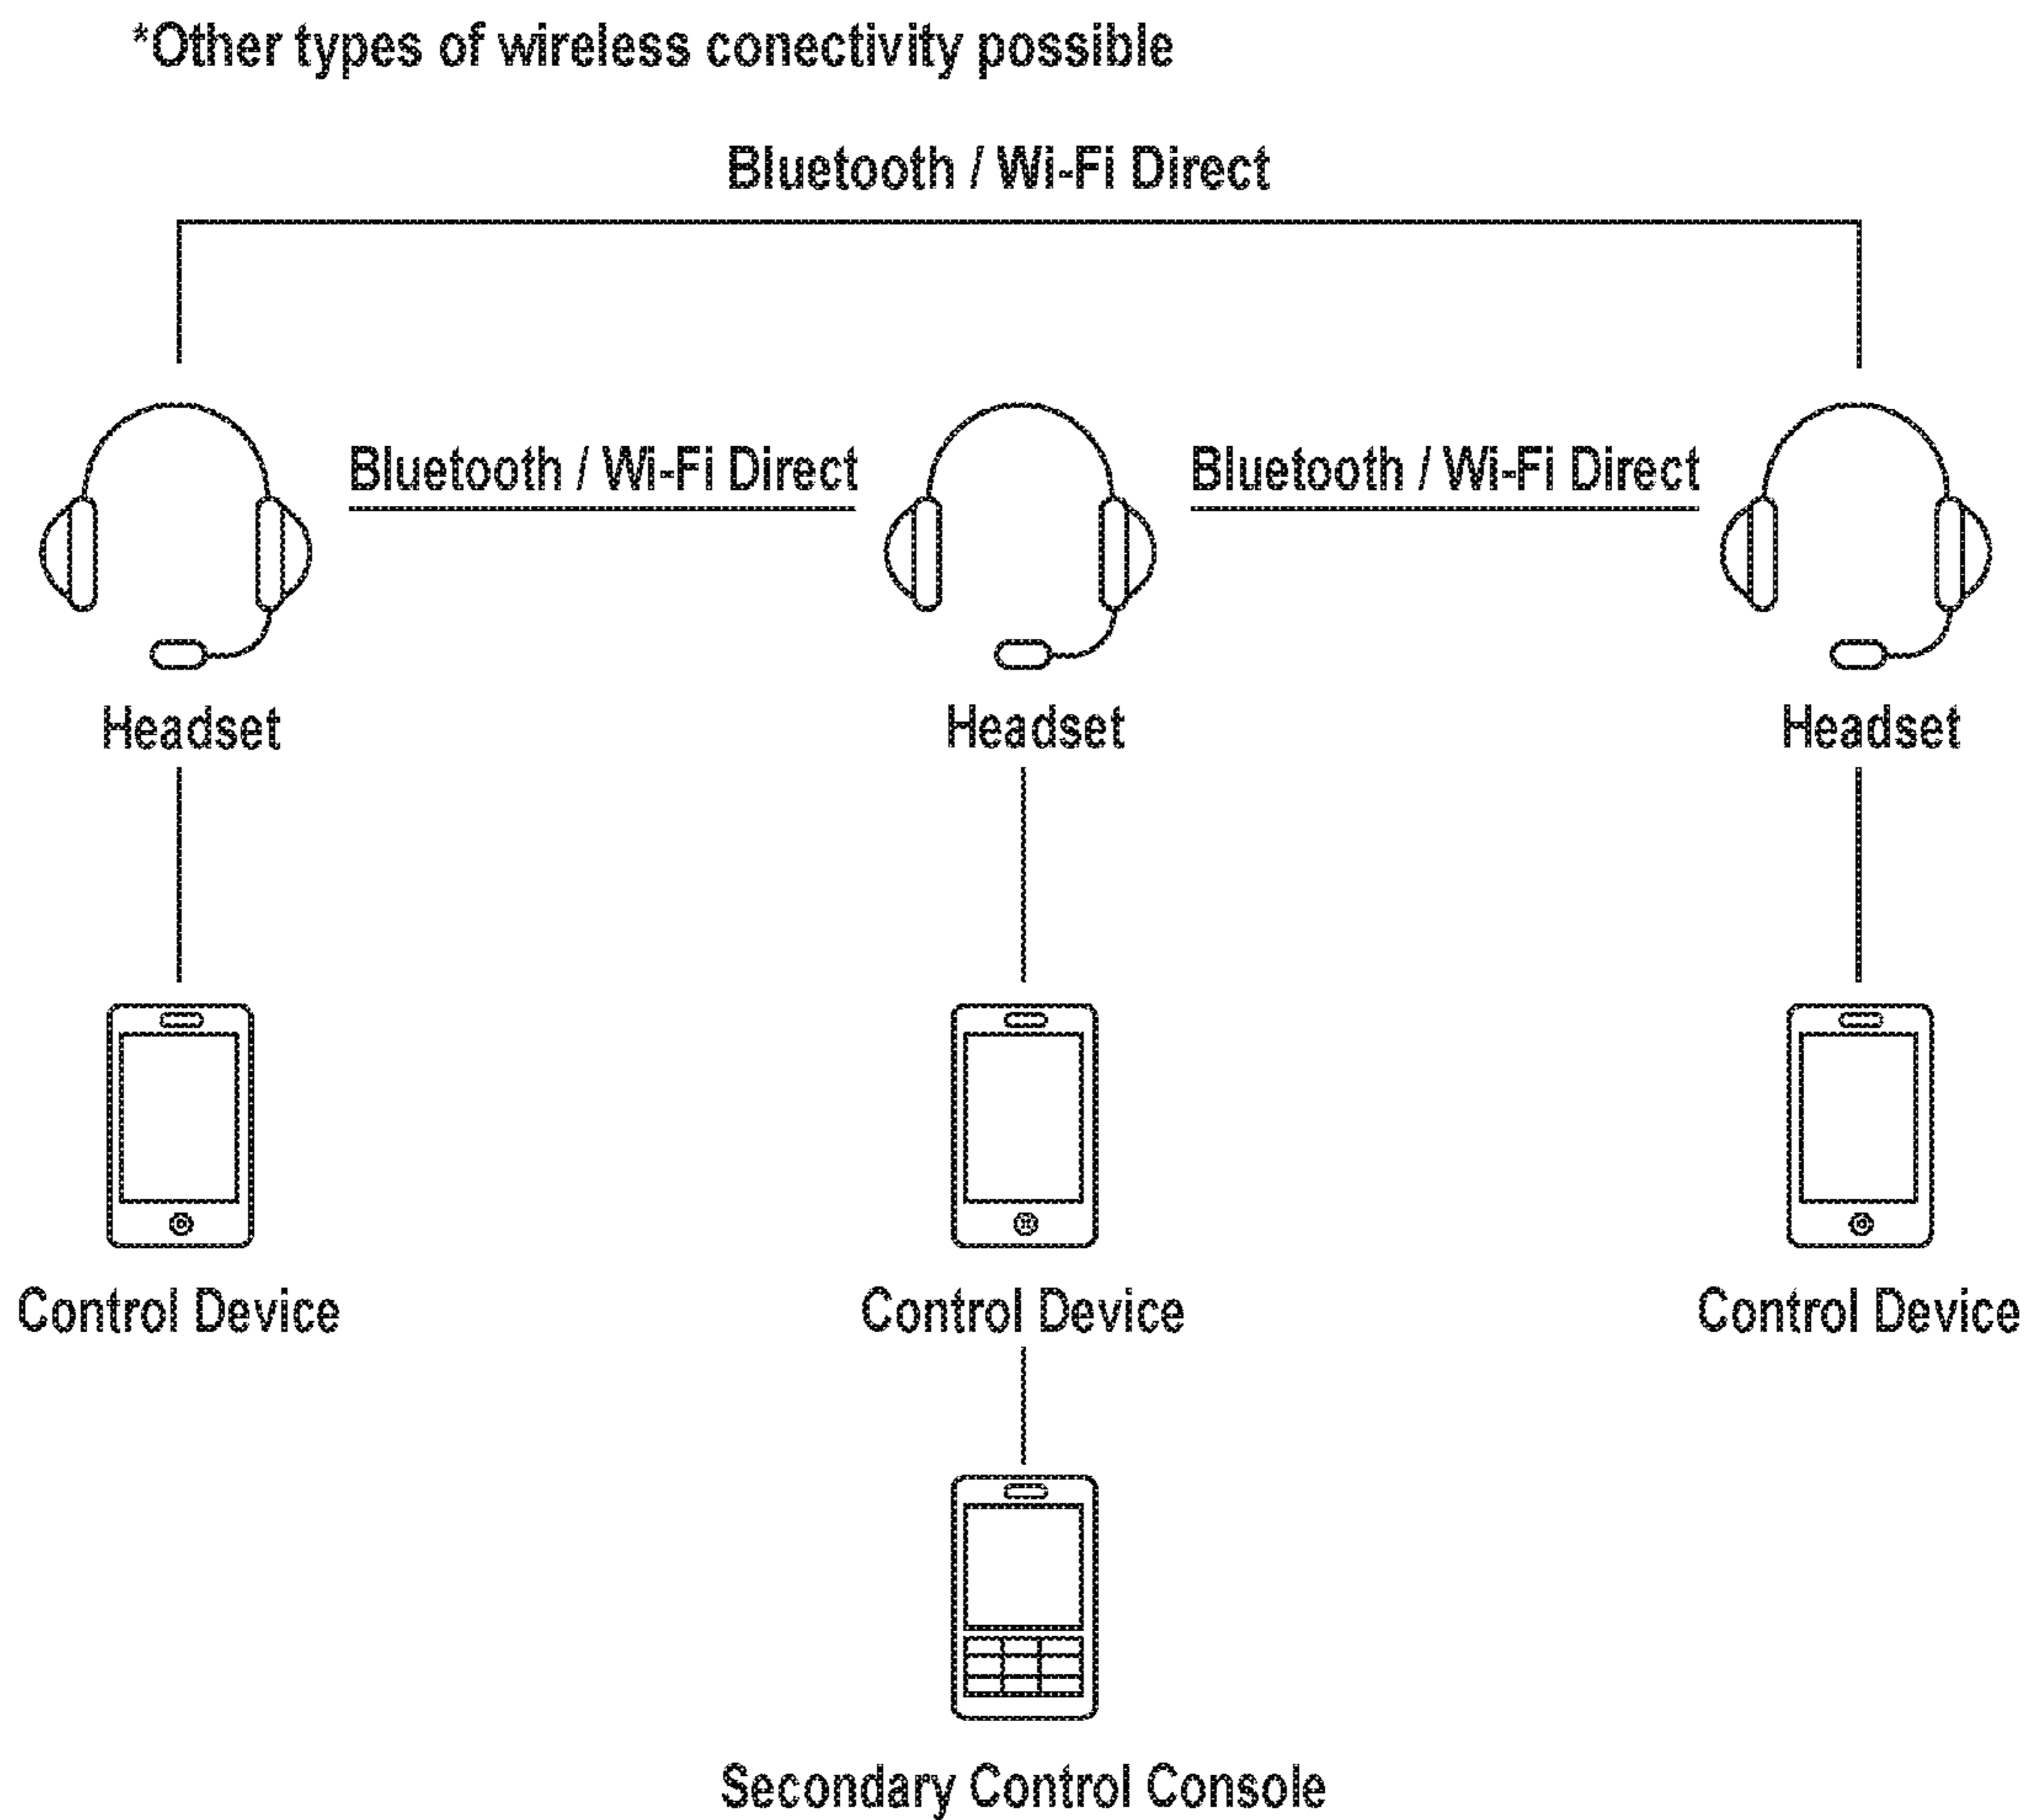 *Other types of wireless conectivity possible
Bluetooth / Wi-Fi Direct
Bluetooth / Wi-Fi Direct
Bluetooth / Wi-Fi Direct
Headset
Headset
Headset
Control Device
Control Device
Control Device
Secondary Control Console